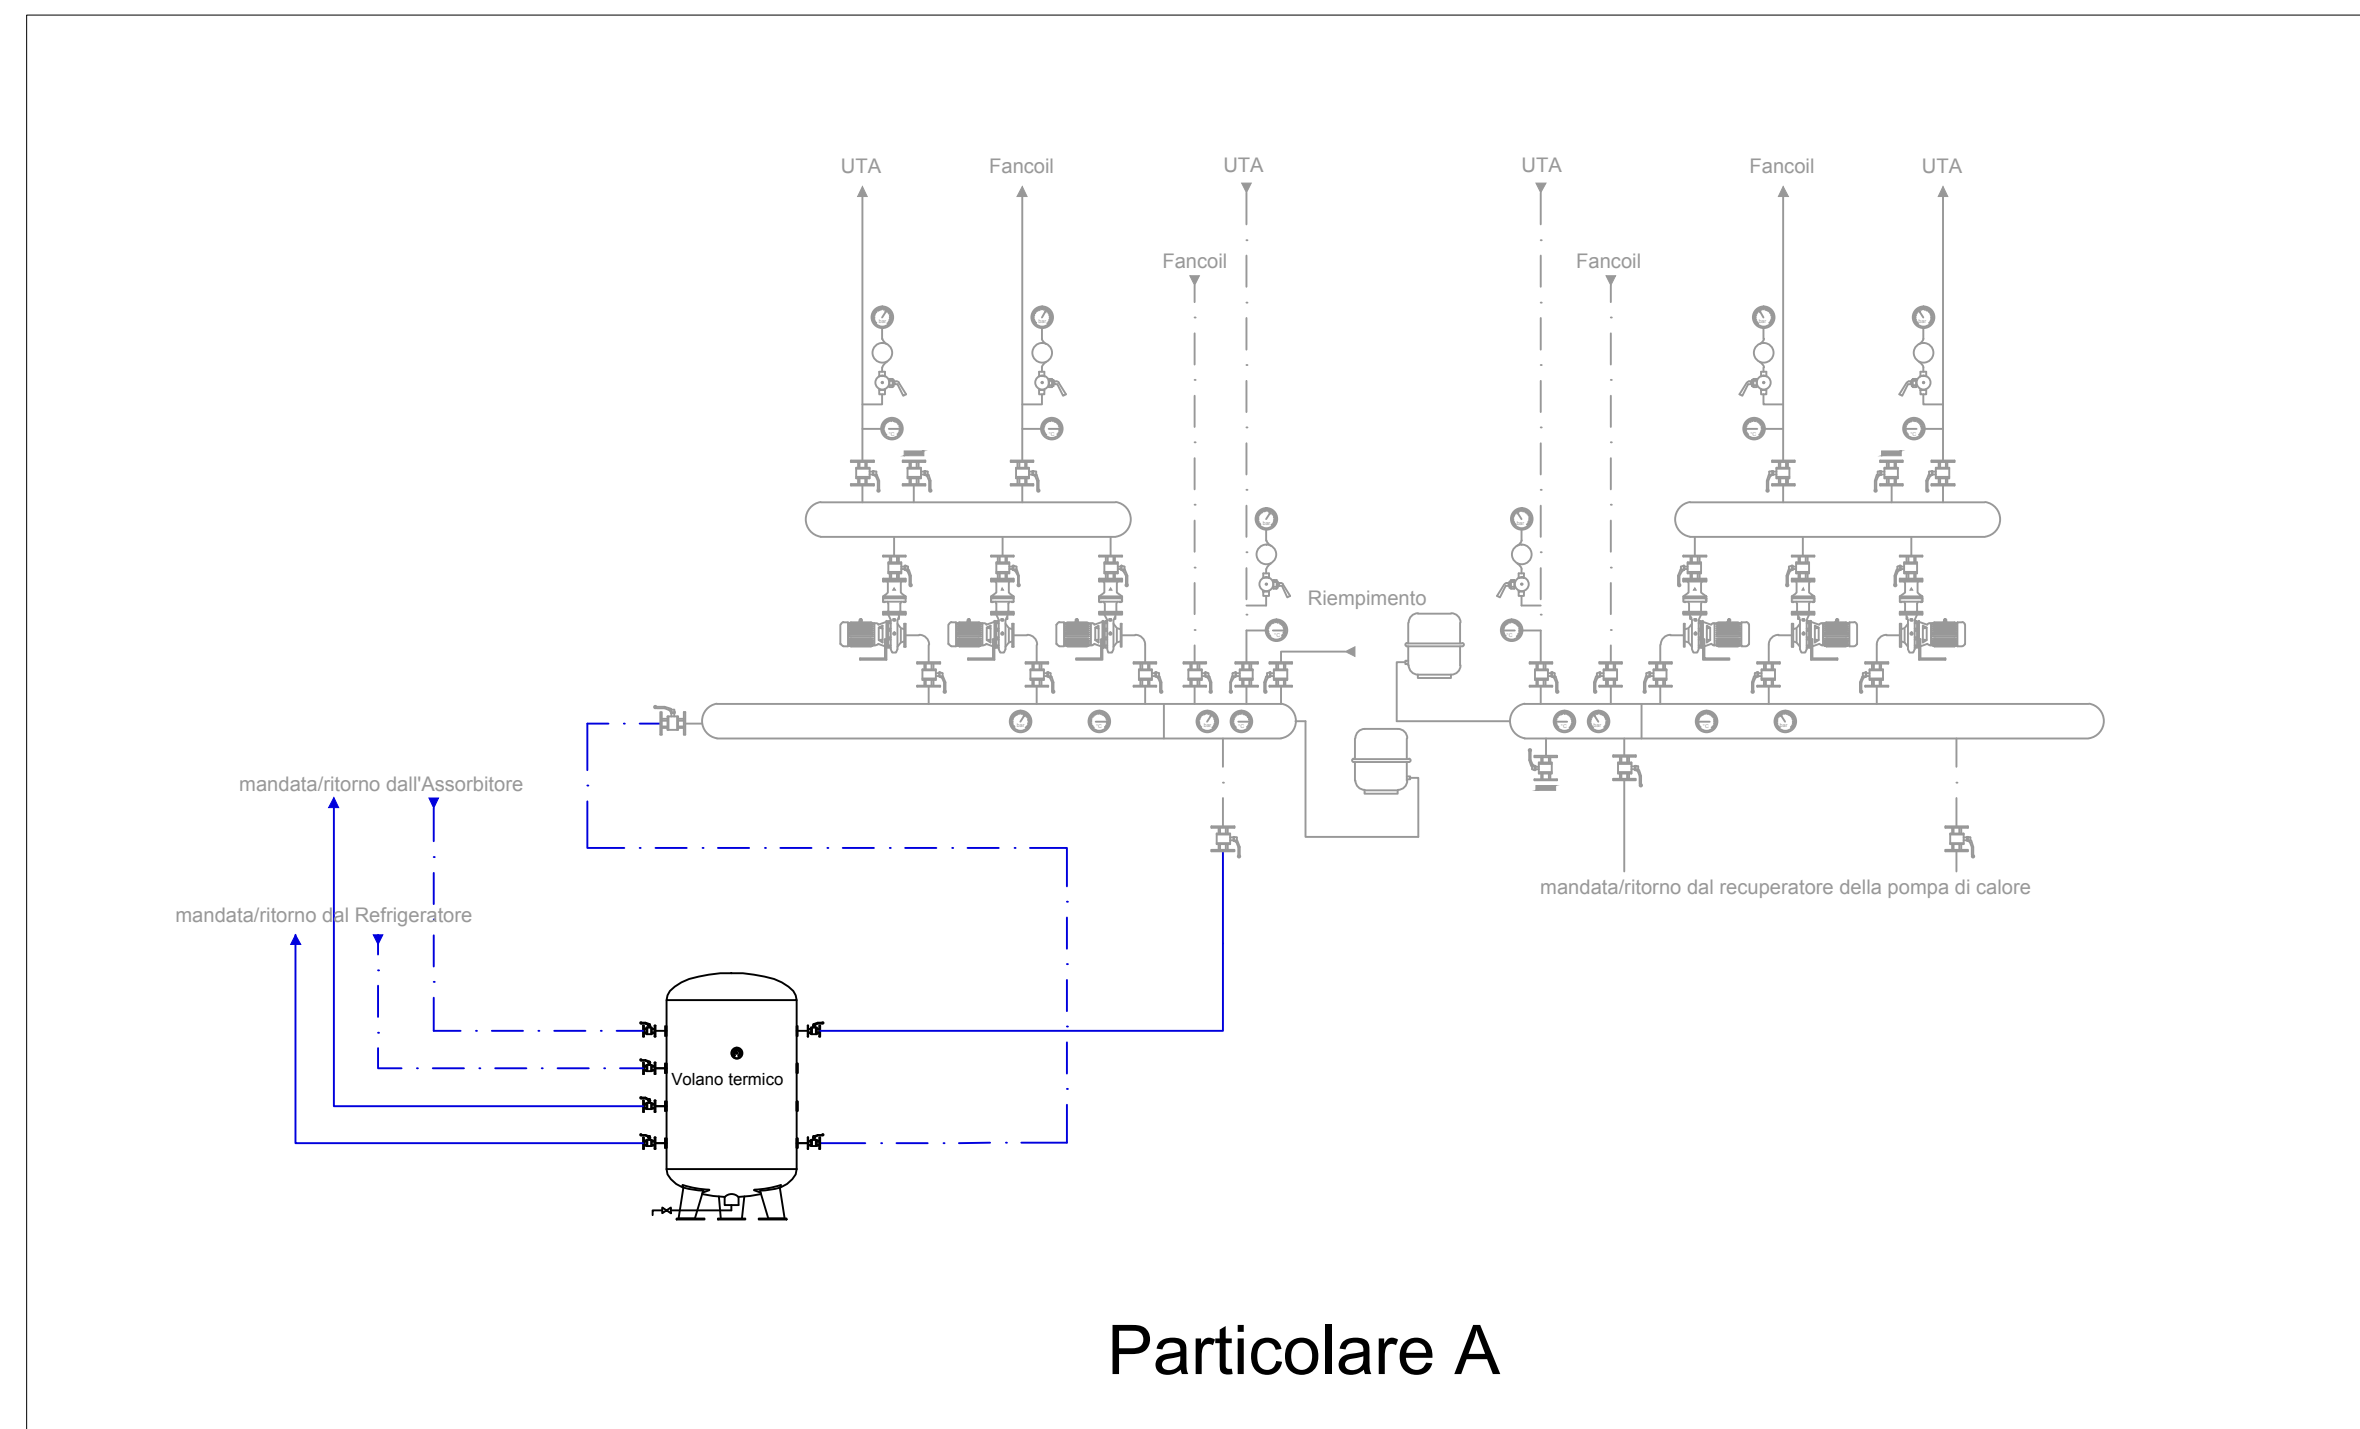 UTA
Fancoil
UTA
UTA
Fancoil
UTA
Fancoil
Fancoil
Riempimento
mandata/ritorno dall'Assorbitore
mandata/ritorno dal recuperatore della pompa di calore
mandata/ritorno dal Refrigeratore
Volano termico
Particolare A